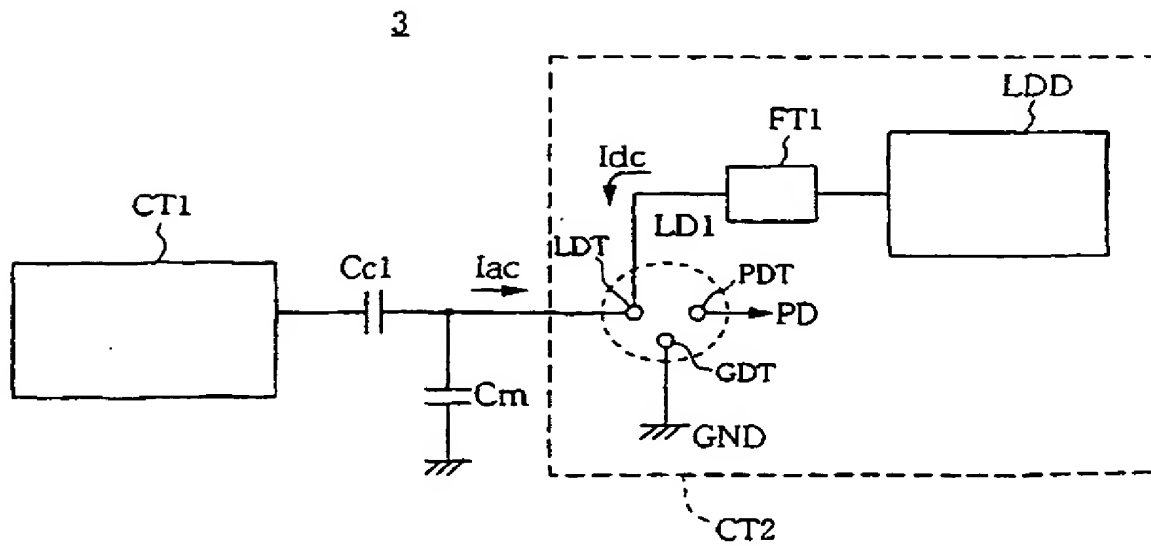 3
LDD
FT1
Idc
CT1
LD1
LDT
Cc1
Iac
PDT
PD
GDT
Cm
GND
CT2